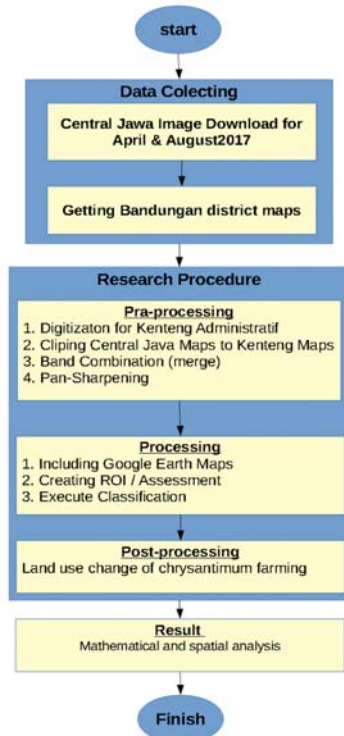 start
Data Colecting
Central Jawa Image Download for
April & August2017
Getting Bandungan district maps
Research Procedure
Pra-processing
1. Digitizaton for Kenteng Administratif
2. Cliping Central Java Maps to Kenteng Maps
3. Band Combination (merge)
4. Pan-Sharpening
Processing
1. Including Google Earth Maps
2. Creating ROI / Assessment
3. Execute Classification
Post-processing
Land use change of chrysantimum farming
Result
Mathematical and spatial analysis
Finish